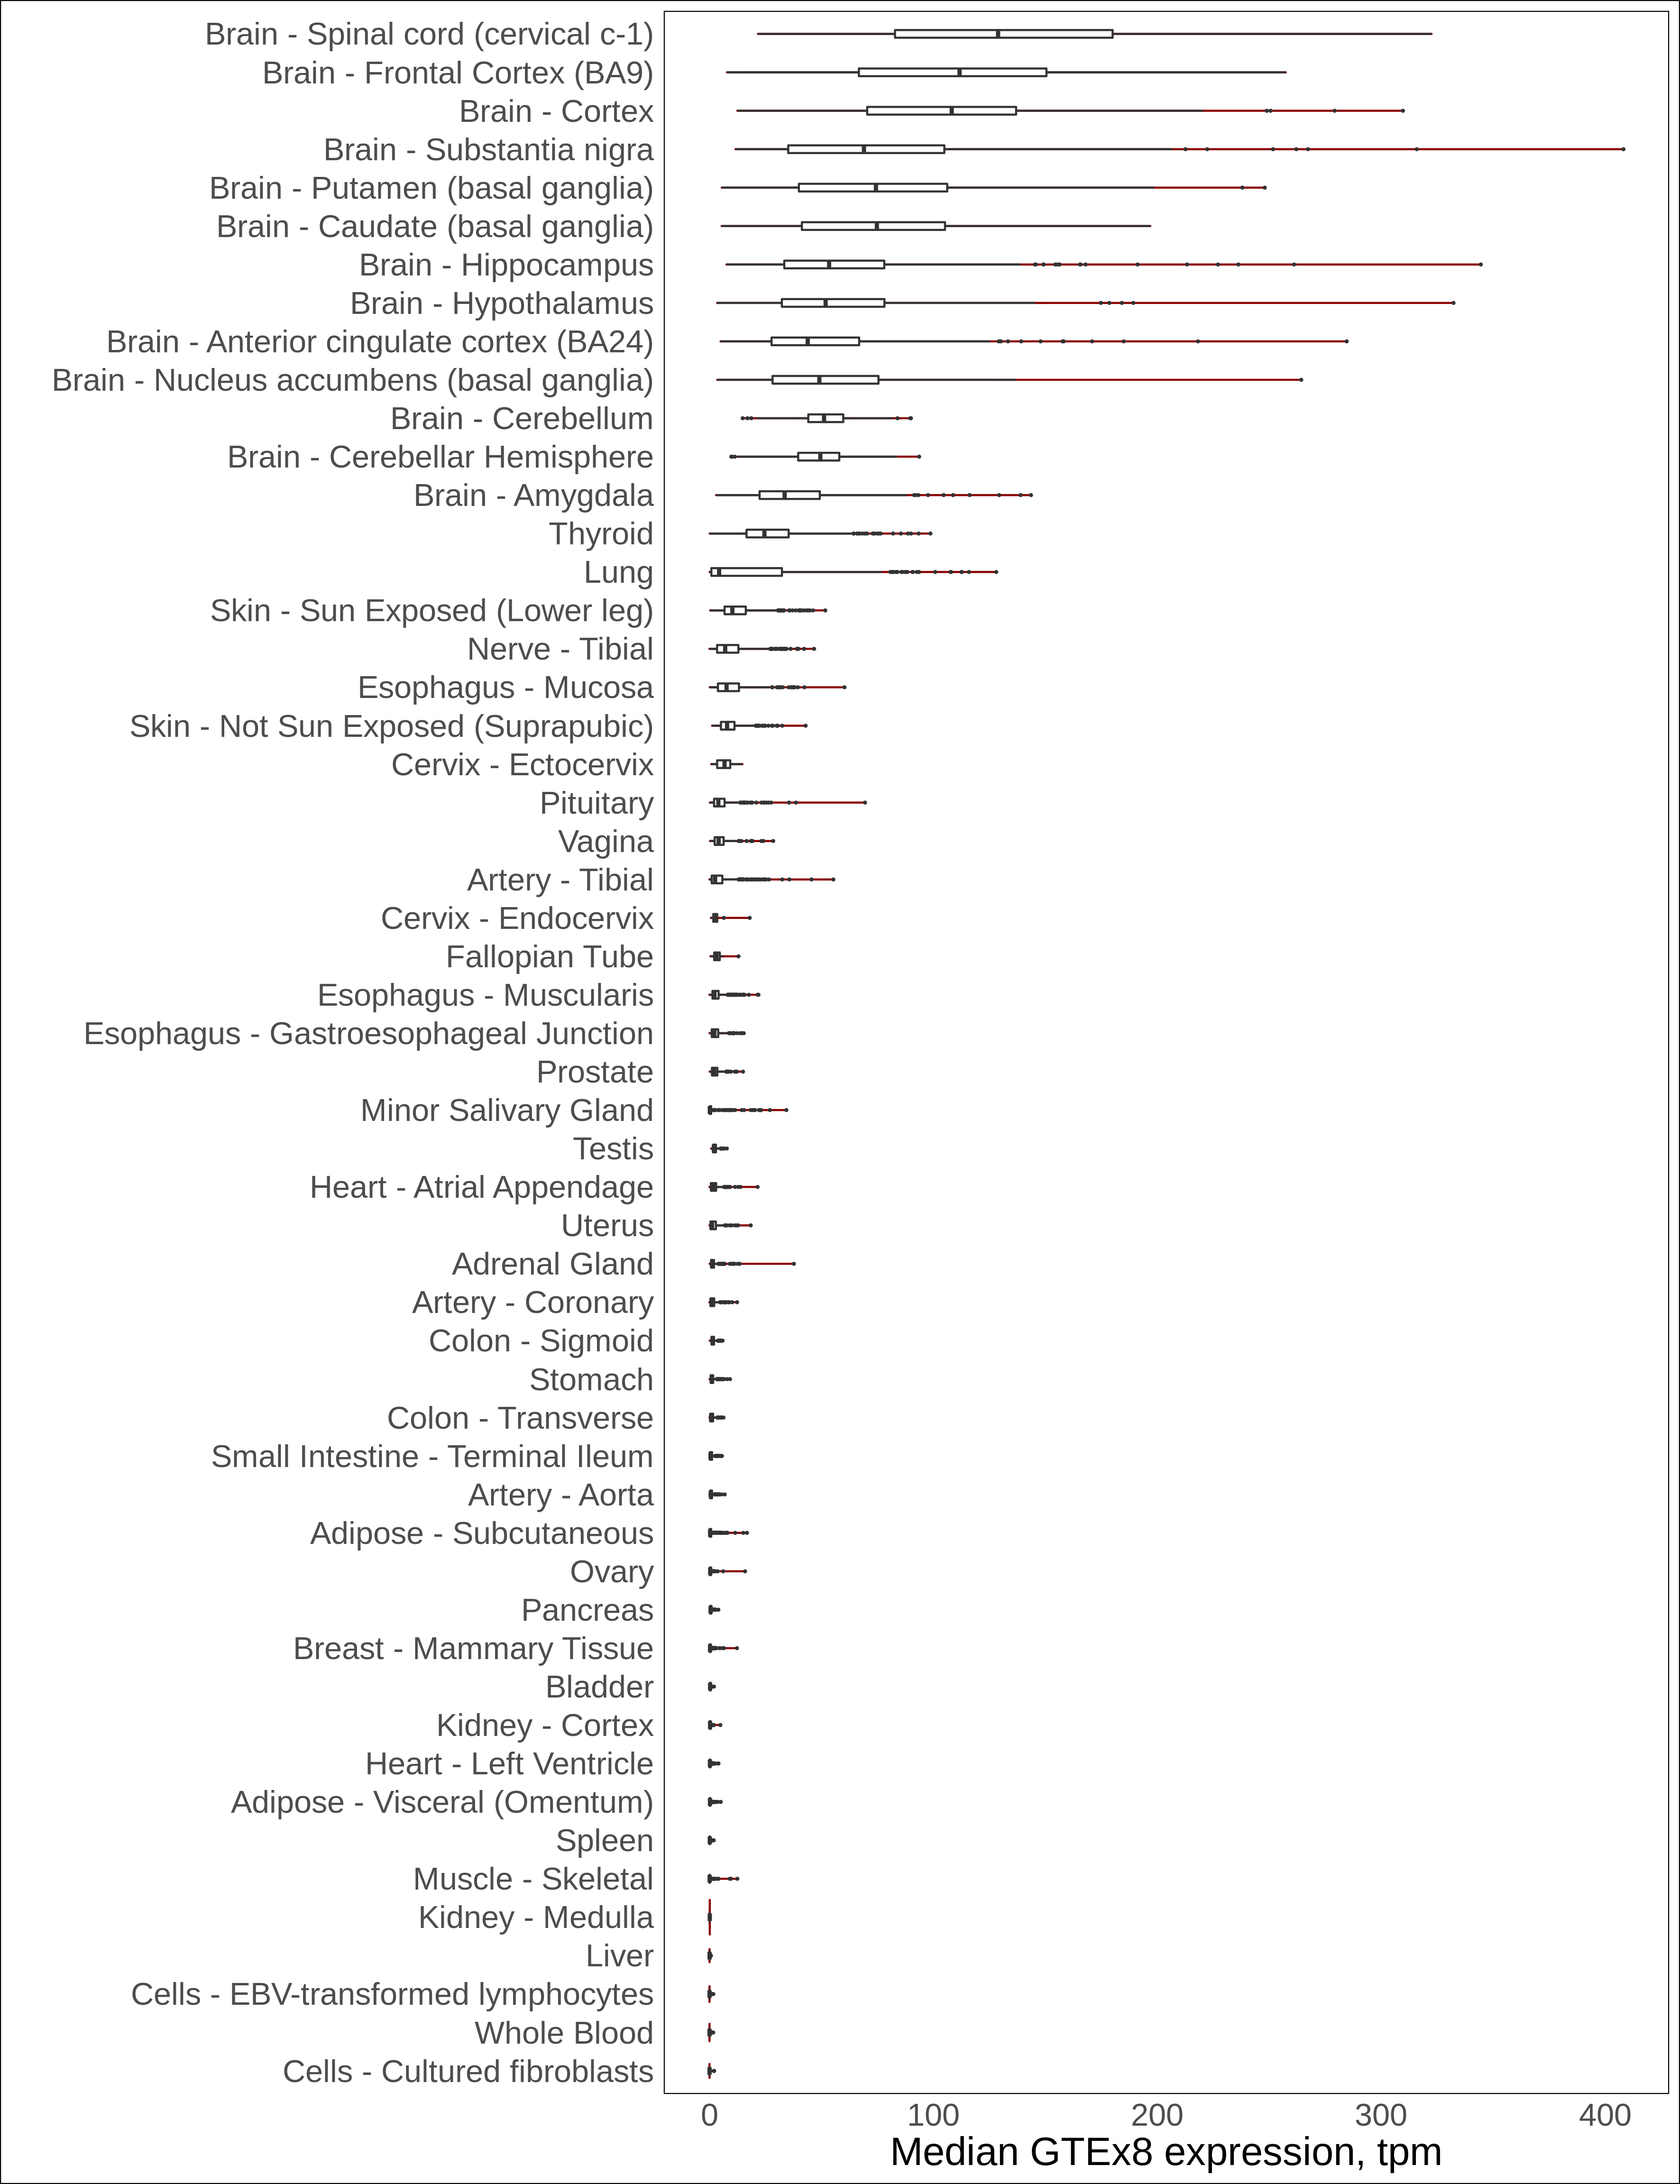 Brain - Spinal cord (cervical c-1)
Brain - Frontal Cortex (BA9)
Brain - Cortex
Brain - Substantia nigra
Brain - Putamen (basal ganglia)
Brain - Caudate (basal ganglia)
Brain - Hippocampus
Brain - Hypothalamus
Brain - Anterior cingulate cortex (BA24)
Brain - Nucleus accumbens (basal ganglia)
Brain - Cerebellum
Brain - Cerebellar Hemisphere
Brain - Amygdala
Thyroid
Lung
Skin - Sun Exposed (Lower leg)
Nerve - Tibial
Esophagus - Mucosa
Skin - Not Sun Exposed (Suprapubic)
Cervix - Ectocervix
Pituitary
Vagina
Artery - Tibial
Cervix - Endocervix
Fallopian Tube
Esophagus - Muscularis
Esophagus - Gastroesophageal Junction
Prostate
Minor Salivary Gland
Testis
Heart - Atrial Appendage
Uterus
Adrenal Gland
Artery - Coronary
Colon - Sigmoid
Stomach
Colon - Transverse
Small Intestine - Terminal Ileum
Artery - Aorta
Adipose - Subcutaneous
Ovary
Pancreas
Breast - Mammary Tissue
Bladder
Kidney - Cortex
Heart - Left Ventricle
Adipose - Visceral (Omentum)
Spleen
Muscle - Skeletal
Kidney - Medulla
Liver
Cells - EBV-transformed lymphocytes
Whole Blood
Cells - Cultured fibroblasts
0 100 200 300 400
Median GTEx8 expression, tpm